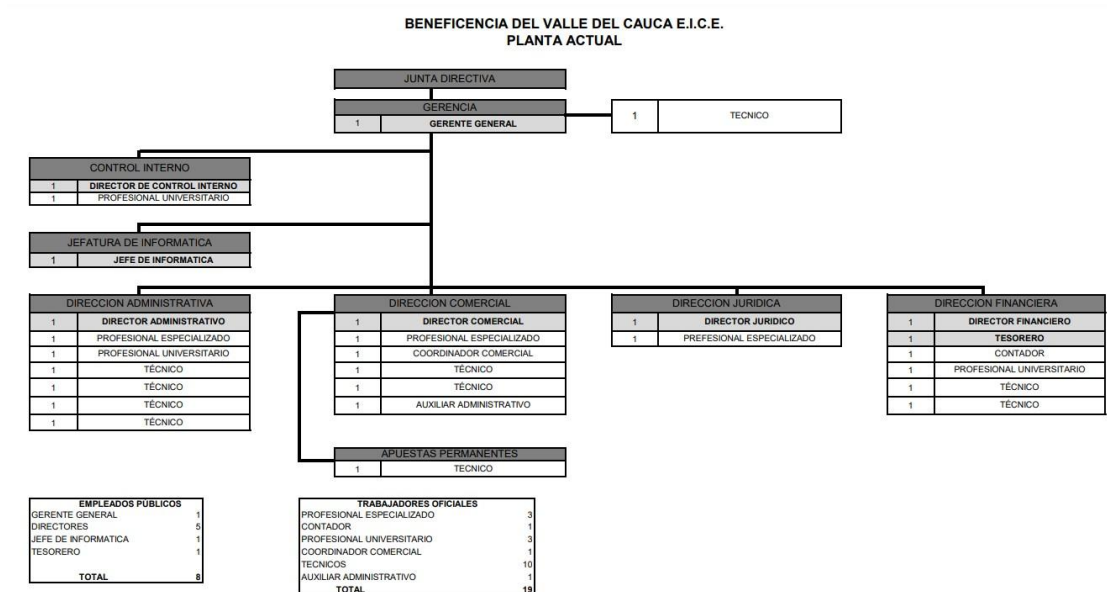 BENEFICENCIA DEL VALLE DEL CAUCA E.I.C.E.
PLANTA ACTUAL
JUNTA DIRECTIVA
GERENCIA
1 GERENTE GENERAL
1 TECNICO
CONTROL INTERNO
1 DIRECTOR DE CONTROL INTERNO
1 PROFESIONAL UNIVERSITARIO
JEFATURA DE INFORMATICA
1 JEFE DE INFORMATICA
DIRECCION ADMINISTRATIVA
1 DIRECTOR ADMINISTRATIVO
1 PROFESIONAL ESPECIALIZADO
1 PROFESIONAL UNIVERSITARIO
1 TÉCNICO
1 TÉCNICO
1 TÉCNICO
1 TÉCNICO
DIRECCION COMERCIAL
1 DIRECTOR COMERCIAL
1 PROFESIONAL ESPECIALIZADO
1 COORDINADOR COMERCIAL
1 TÉCNICO
1 TÉCNICO
1 AUXILIAR ADMINISTRATIVO
APUESTAS PERMANENTES
1 TECNICO
DIRECCION JURIDICA
1 DIRECTOR JURIDICO
1 PREFESIONAL ESPECIALIZADO
DIRECCION FINANCIERA
1 DIRECTOR FINANCIERO
1 TESORERO
1 CONTADOR
1 PROFESIONAL UNIVERSITARIO
1 TÉCNICO
1 TÉCNICO
EMPLEADOS PÚBLICOS
GERENTE GENERAL 1
DIRECTORES 5
JEFE DE INFORMATICA 1
TESORERO 1
TOTAL 8
TRABAJADORES OFICIALES
PROFESIONAL ESPECIALIZADO 3
CONTADOR 1
PROFESIONAL UNIVERSITARIO 3
COORDINADOR COMERCIAL 1
TECNICOS 10
AUXILIAR ADMINISTRATIVO 1
TOTAL 19